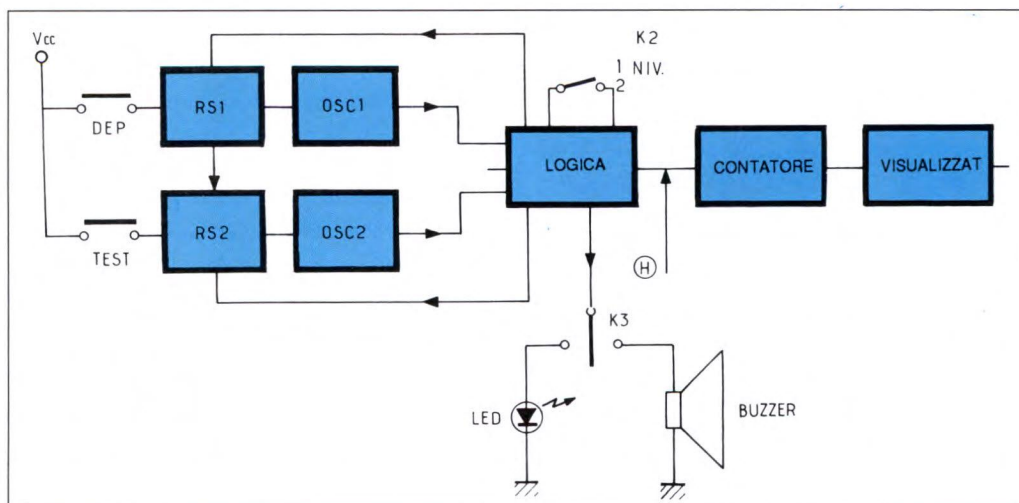 Vcc
DEP
TEST
RS1
OSC1
RS2
OSC2
LOGICA
K2
1 NIV.
2
CONTATORE
VISUALIZZAT
H
K3
LED
BUZZER